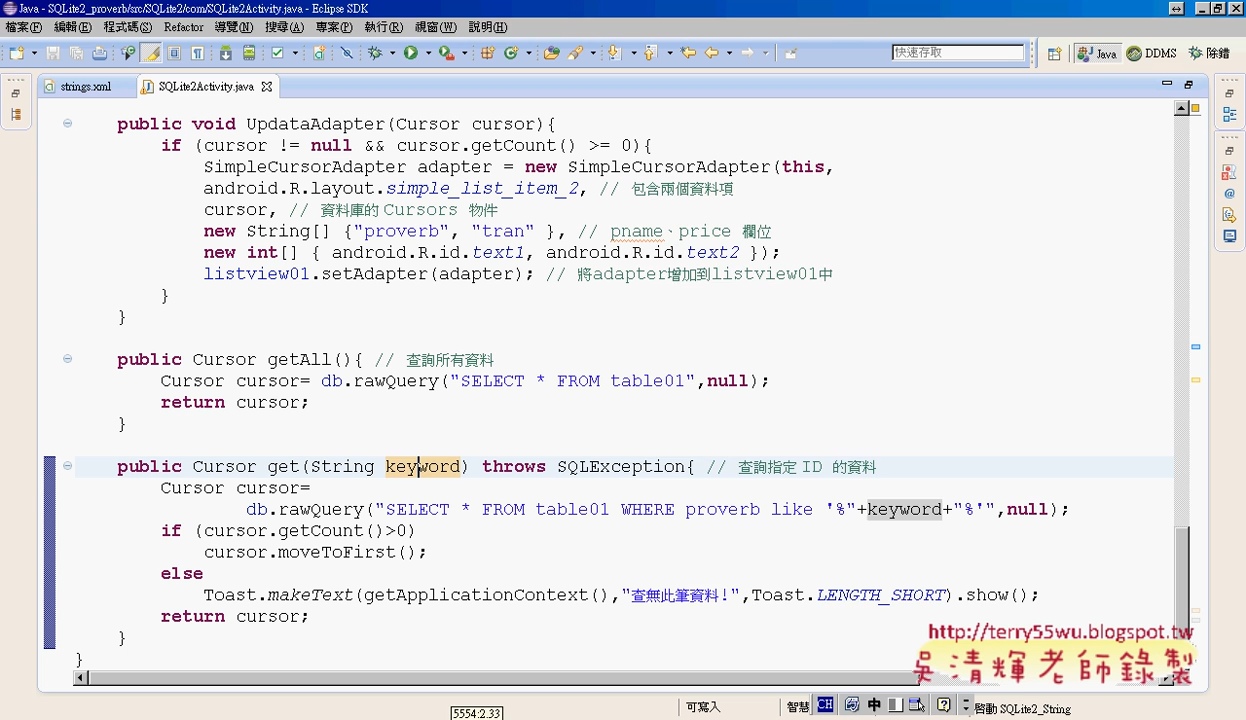 Java - SQLite2_proverb/src/SQLite2/com/SQLite2Activity.java - Eclipse SDK
檔案(F) 編輯(E) 程式碼(S) Refactor 導覽(N) 搜尋(A) 專案(P) 執行(R) 視窗(W) 說明(H)
快速存取 Java DDMS 除錯
strings.xml SQLite2Activity.java
public void UpdataAdapter(Cursor cursor){
if (cursor != null && cursor.getCount() >= 0){
SimpleCursorAdapter adapter = new SimpleCursorAdapter(this,
android.R.layout.simple_list_item_2, // 包含兩個資料項
cursor, // 資料庫的 Cursors 物件
new String[] {"proverb", "tran" }, // pname、price 欄位
new int[] { android.R.id.text1, android.R.id.text2 });
listview01.setAdapter(adapter); // 將adapter增加到listview01中
}
}
public Cursor getAll(){ // 查詢所有資料
Cursor cursor= db.rawQuery("SELECT * FROM table01",null);
return cursor;
}
public Cursor get(String keyword) throws SQLException{ // 查詢指定 ID 的資料
Cursor cursor=
db.rawQuery("SELECT * FROM table01 WHERE proverb like '%"+keyword+"%'",null);
if (cursor.getCount()>0)
cursor.moveToFirst();
else
Toast.makeText(getApplicationContext(),"查無此筆資料!",Toast.LENGTH_SHORT).show();
return cursor;
}
}
http://terry55wu.blogspot.tw
吳清輝老師錄製
可寫入 智慧 CH 中 啓動 SQLite2_String
5554:2.33